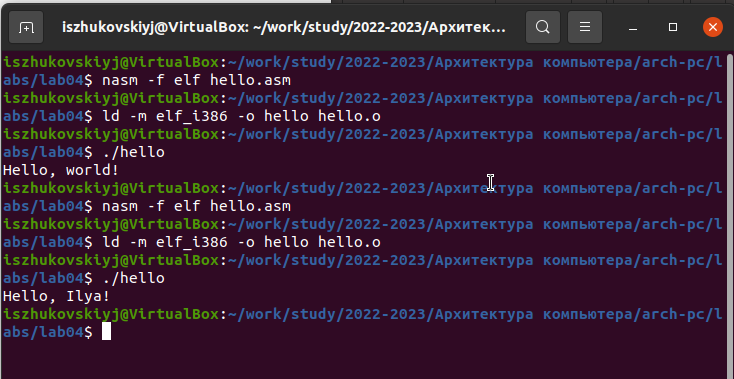 iszhukovskiyj@VirtualBox: ~/work/study/2022-2023/Архитек...
iszhukovskiyj@VirtualBox:~/work/study/2022-2023/Архитектура компьютера/arch-pc/l
abs/lab04$ nasm -f elf hello.asm
iszhukovskiyj@VirtualBox:~/work/study/2022-2023/Архитектура компьютера/arch-pc/l
abs/lab04$ ld -m elf_i386 -o hello hello.o
iszhukovskiyj@VirtualBox:~/work/study/2022-2023/Архитектура компьютера/arch-pc/l
abs/lab04$ ./hello
Hello, world!
iszhukovskiyj@VirtualBox:~/work/study/2022-2023/Архитектура компьютера/arch-pc/l
abs/lab04$ nasm -f elf hello.asm
iszhukovskiyj@VirtualBox:~/work/study/2022-2023/Архитектура компьютера/arch-pc/l
abs/lab04$ ld -m elf_i386 -o hello hello.o
iszhukovskiyj@VirtualBox:~/work/study/2022-2023/Архитектура компьютера/arch-pc/l
abs/lab04$ ./hello
Hello, Ilya!
iszhukovskiyj@VirtualBox:~/work/study/2022-2023/Архитектура компьютера/arch-pc/l
abs/lab04$